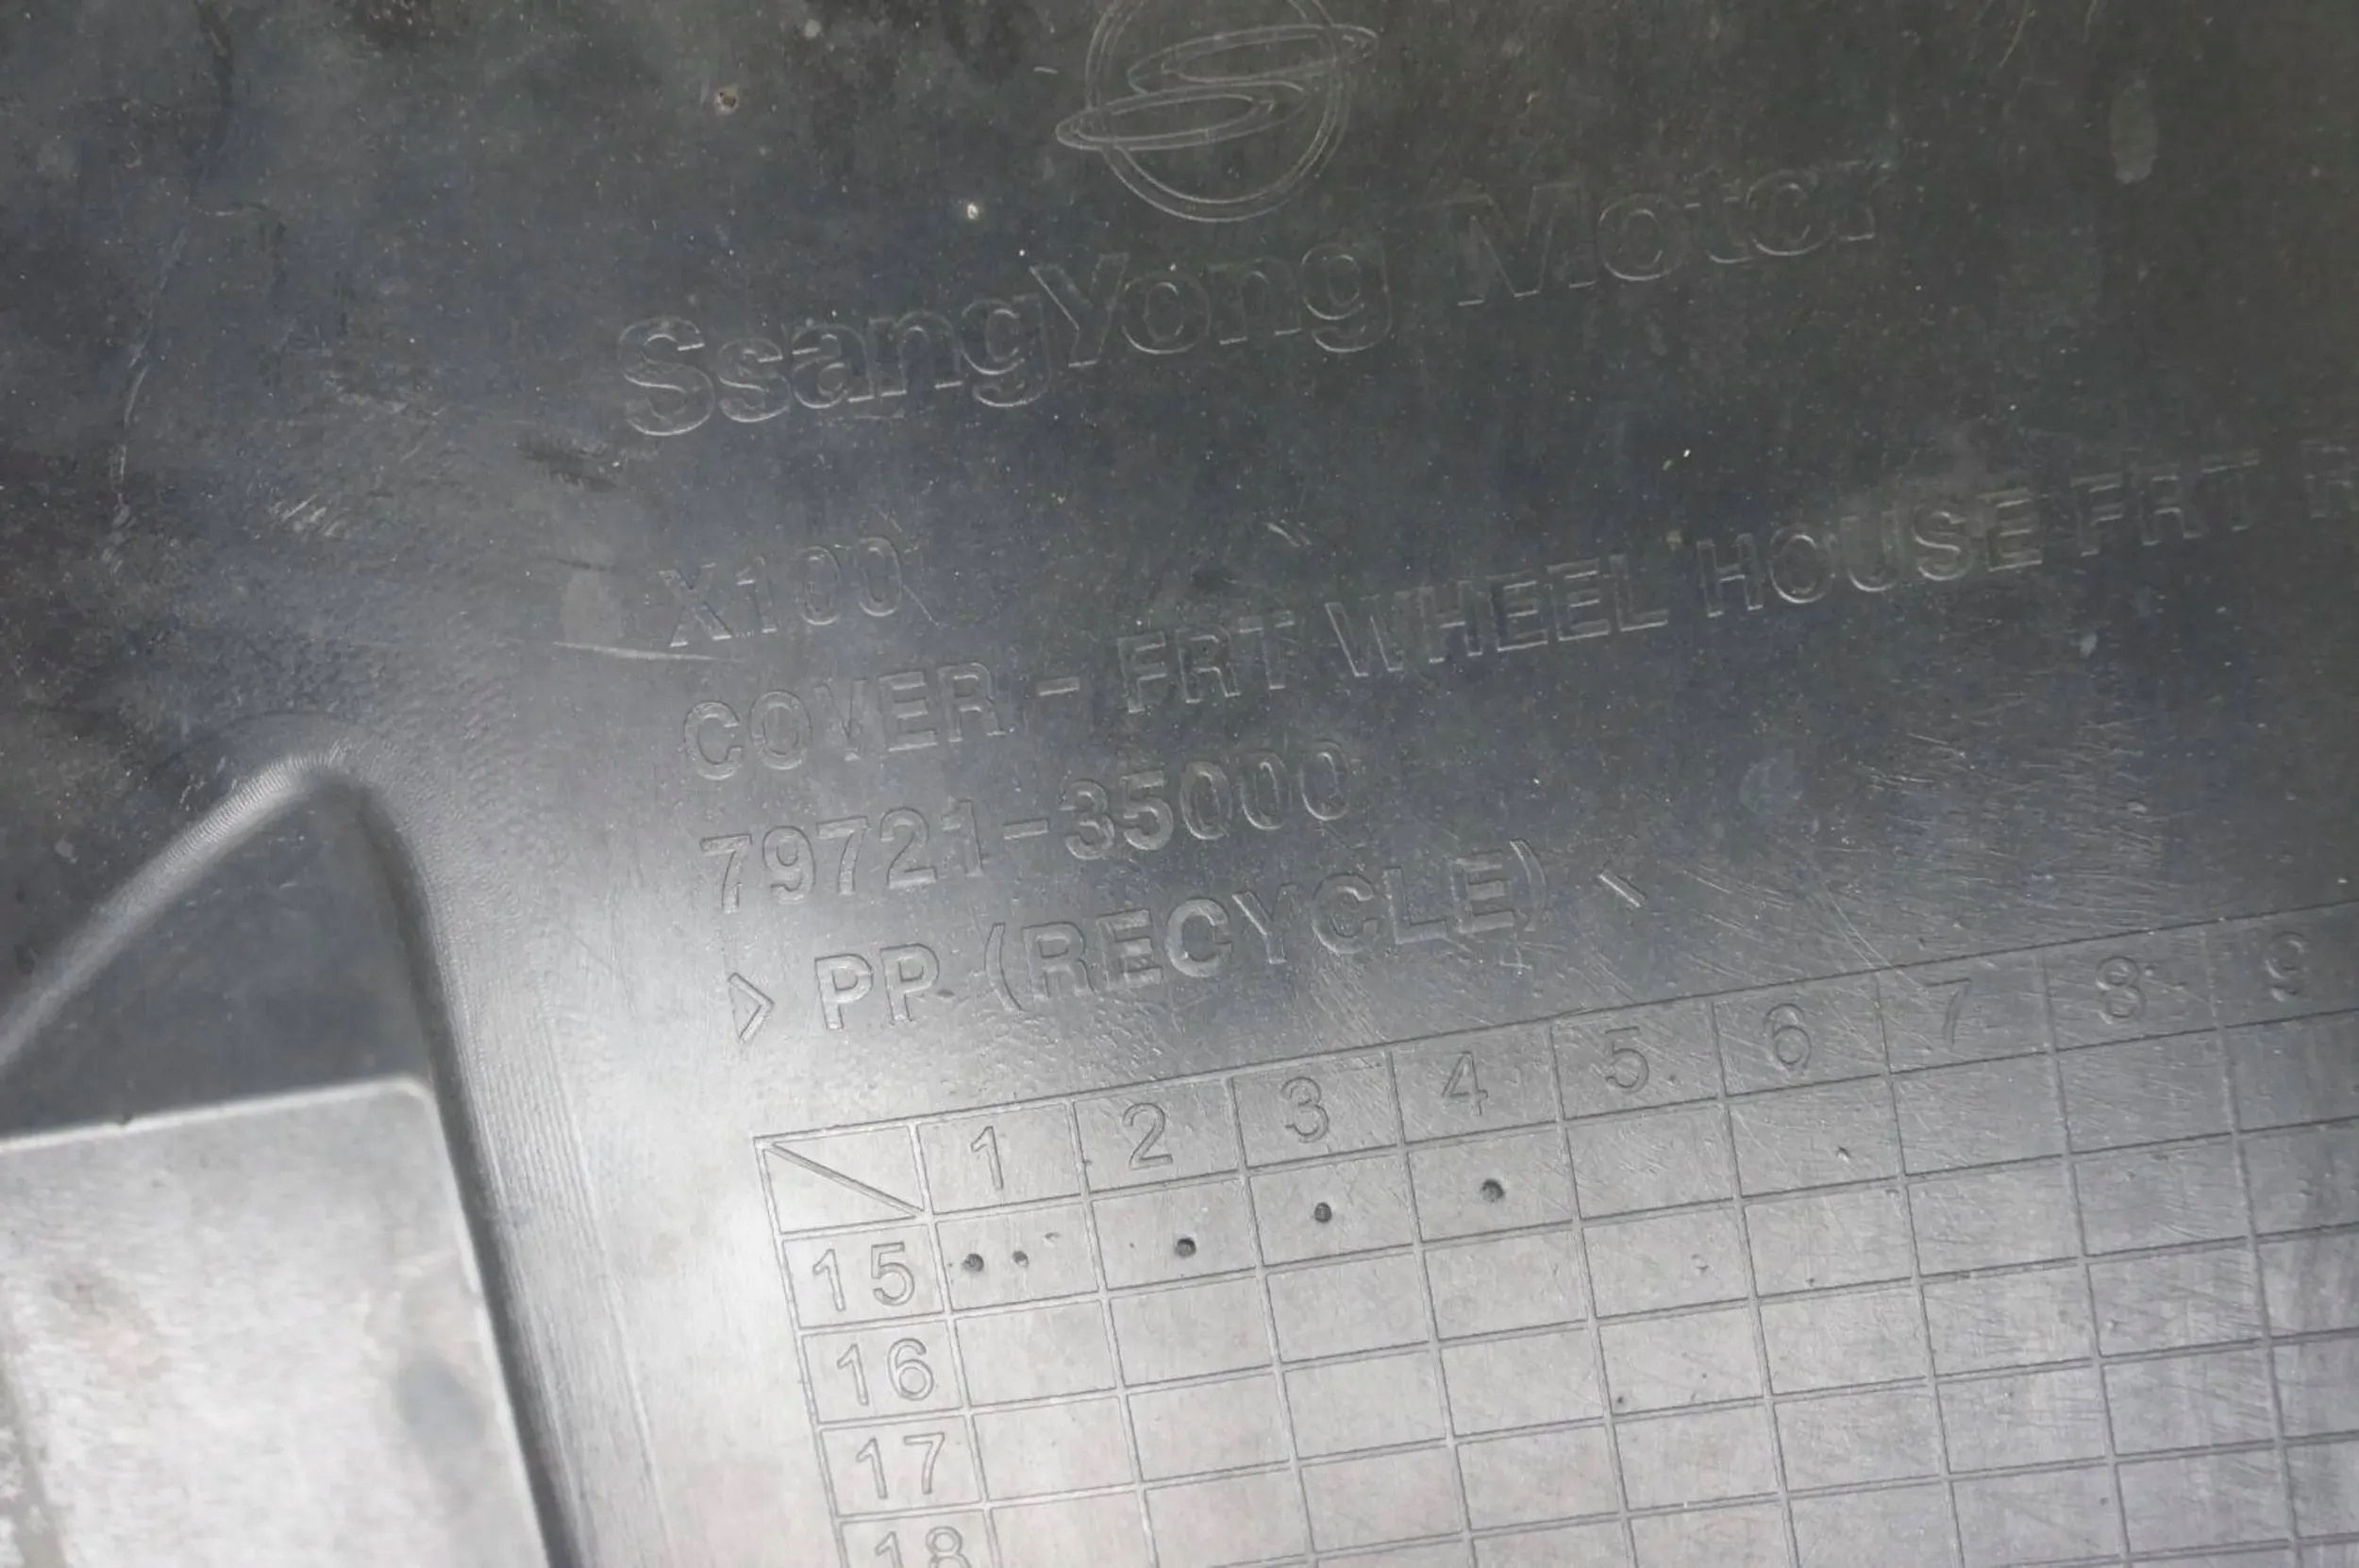 SsangYong Motor
X100
COVER - FRT WHEEL HOUSE FRT
79721-35000
> PP (RECYCLE) <
1 2 3 4 5 6 7 8 9
15
16
17
18